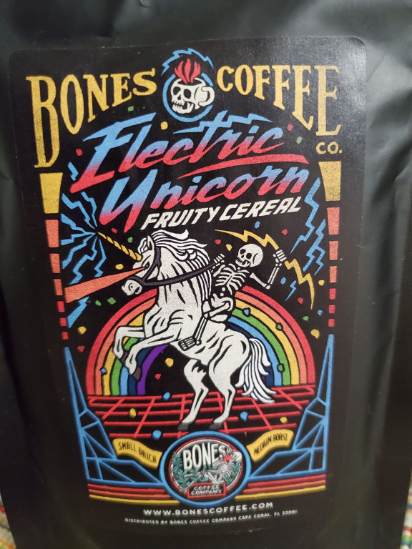 BONES COFFEE
CO.
Electric
Unicorn
FRUITY CEREAL
SMALL BATCH
MEDIUM ROAST
BONES
COFFEE
COMPANY
WWW.BONESCOFFEE.COM
DISTRIBUTED BY BONES COFFEE COMPANY CAPE CORAL, FL 33991